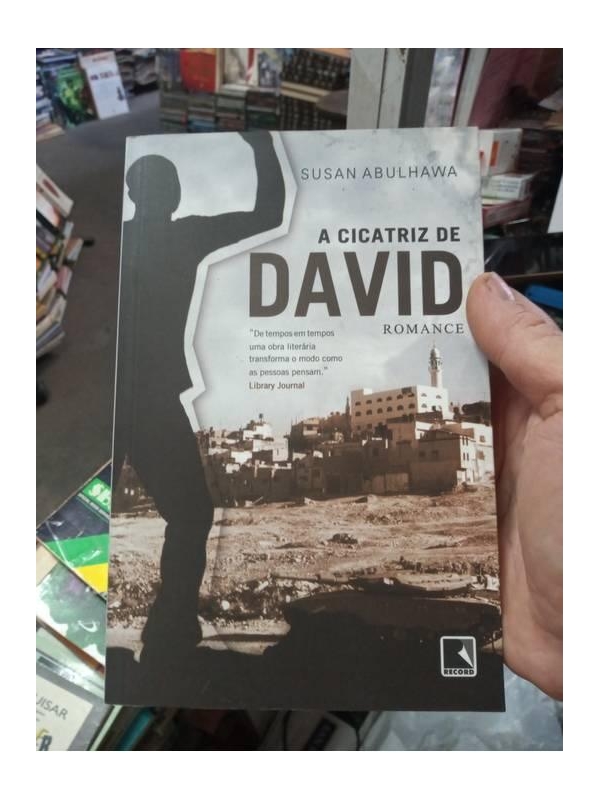 SUSAN ABULHAWA
A CICATRIZ DE
DAVID
ROMANCE
"De tempos em tempos
uma obra literária
transforma o modo como
as pessoas pensam."
Library Journal
RECORD